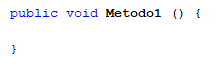 public void Metodo1 () {
}